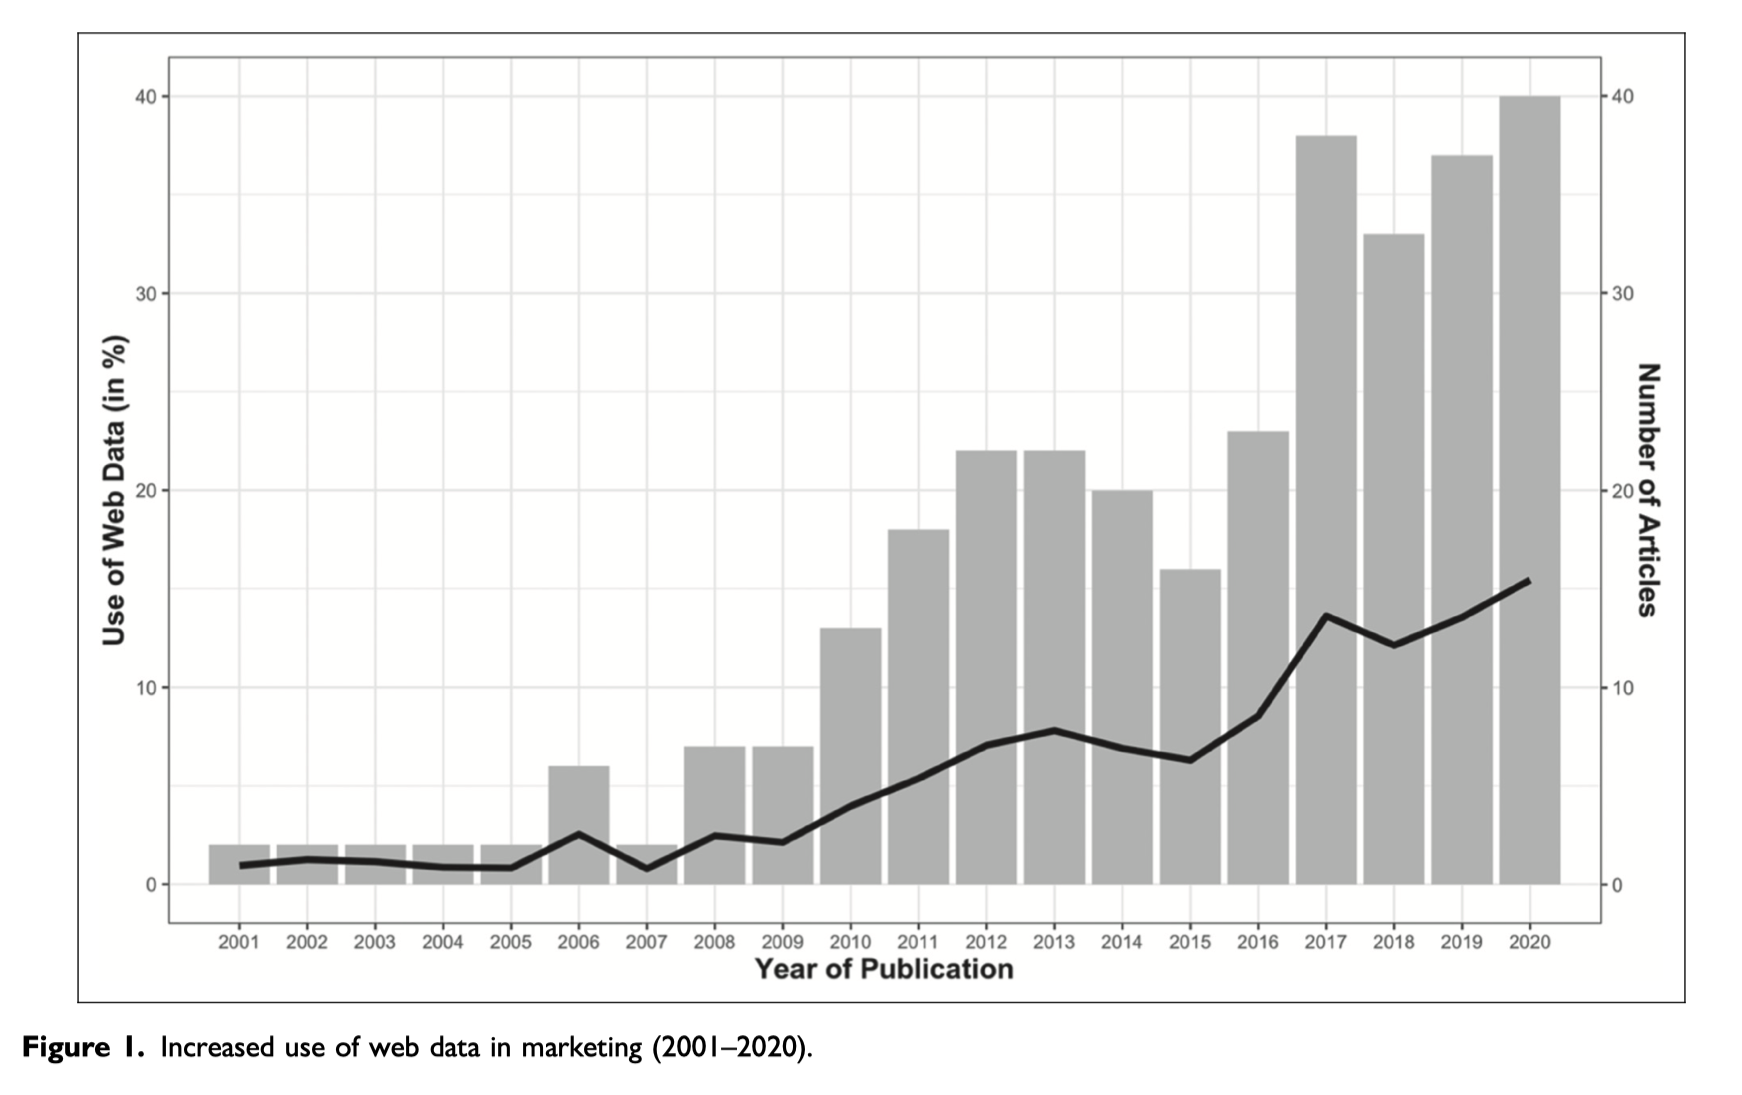 40
30
20
10
0
Use of Web Data (in %)
40
30
20
10
0
Number of Articles
2001 2002 2003 2004 2005 2006 2007 2008 2009 2010 2011 2012 2013 2014 2015 2016 2017 2018 2019 2020
Year of Publication
Figure 1. Increased use of web data in marketing (2001–2020).